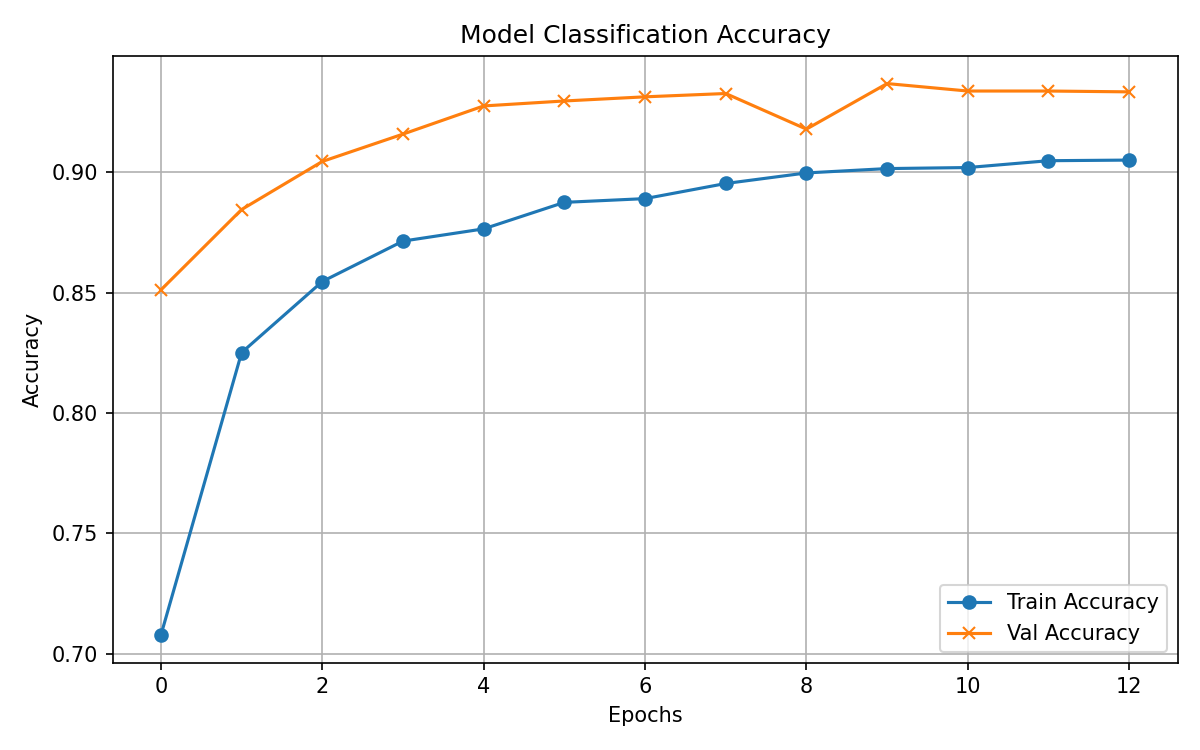 Model Classification Accuracy
Accuracy
0.90
0.85
0.80
0.75
0.70
Train Accuracy
Val Accuracy
0 2 4 6 8 10 12
Epochs